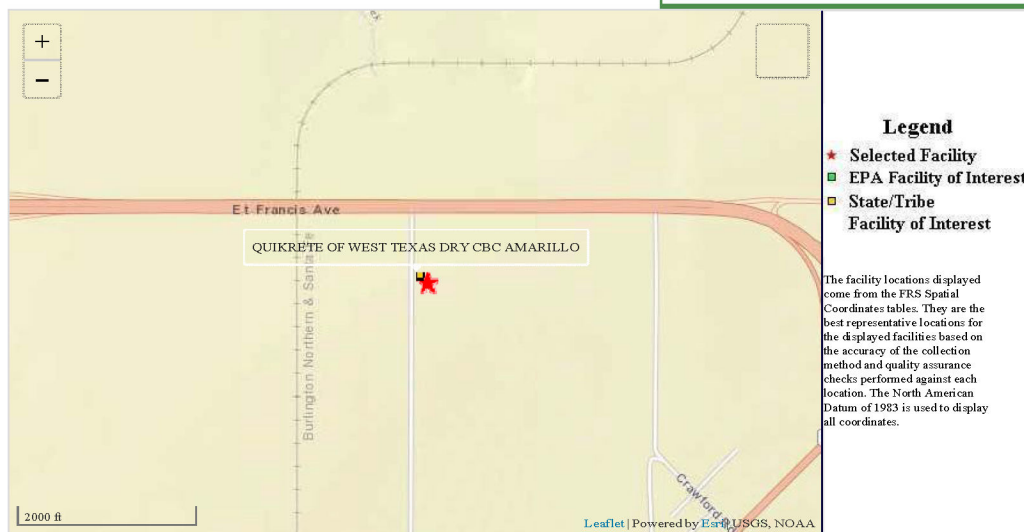 +
−
Et Francis Ave
QUIKRETE OF WEST TEXAS DRY CBC AMARILLO
Burlington Northern & Santa Fe
Crawford
2000 ft
Leaflet | Powered by Esri, USGS, NOAA
Legend
Selected Facility
EPA Facility of Interest
State/Tribe
Facility of Interest
The facility locations displayed
come from the FRS Spatial
Coordinates tables. They are the
best representative locations for
the displayed facilities based on
the accuracy of the collection
method and quality assurance
checks performed against each
location. The North American
Datum of 1983 is used to display
all coordinates.